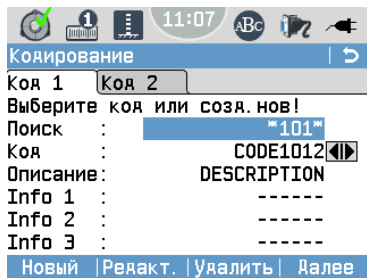 1 11:07 ABC
Кодирование
Код 1 Код 2
Выберите код или созд.нов!
Поиск : *101*
Код : CODE1012
Описание: DESCRIPTION
Info 1 : ------
Info 2 : ------
Info 3 : ------
Новый |Редакт. |Удалить| Далее